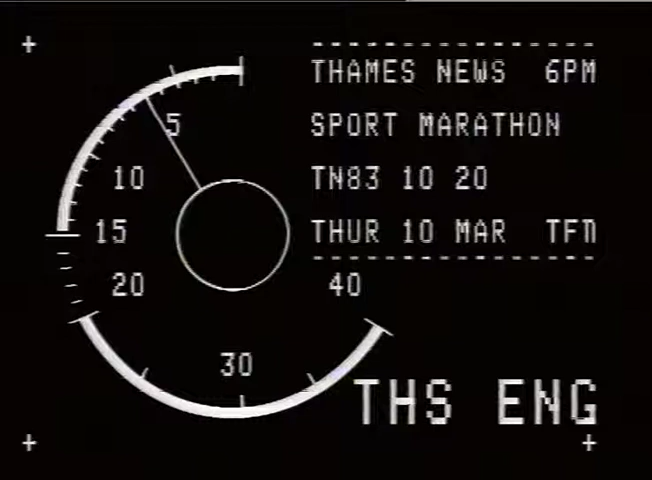 THAMES NEWS 6PM
SPORT MARATHON
TN83 10 20
THUR 10 MAR TFN
5
10
15
20
30
40
THS ENG